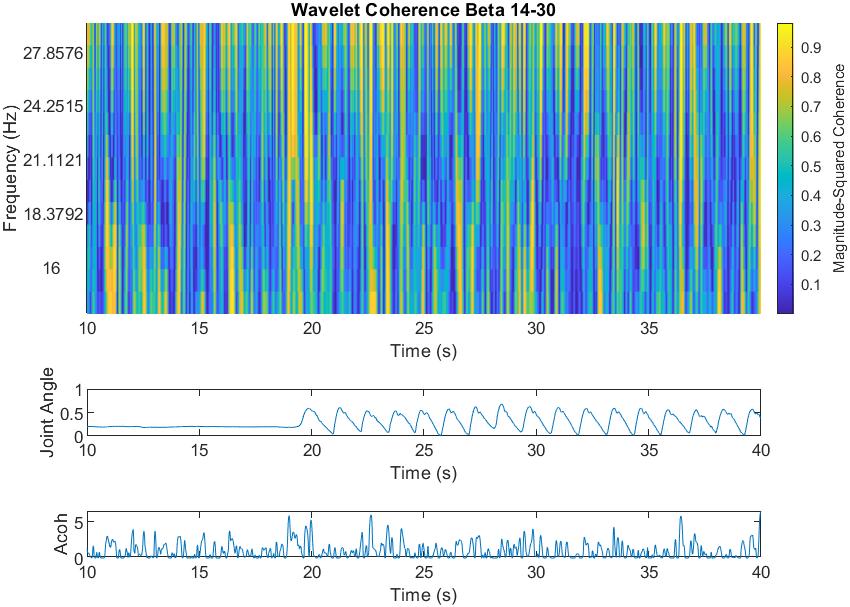 Wavelet Coherence Beta 14-30
Frequency (Hz)
27.8576
24.2515
21.1121
18.3792
16
10 15 20 25 30 35
Time (s)
0.9
0.8
0.7
0.6
0.5
0.4
0.3
0.2
0.1
Magnitude-Squared Coherence
Joint Angle
1
0.5
0
10 15 20 25 30 35 40
Time (s)
Acoh
5
0
10 15 20 25 30 35 40
Time (s)